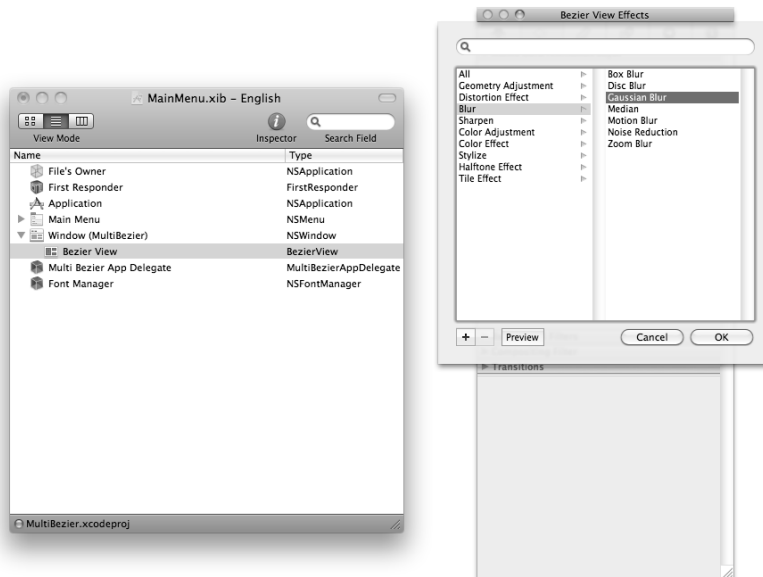 MainMenu.xib – English
View Mode
Inspector
Search Field
Name Type
File's Owner NSApplication
First Responder FirstResponder
Application NSApplication
Main Menu NSMenu
Window (MultiBezier) NSWindow
Bezier View BezierView
Multi Bezier App Delegate MultiBezierAppDelegate
Font Manager NSFontManager
MultiBezier.xcodeproj
Bezier View Effects
All
Geometry Adjustment
Distortion Effect
Blur
Sharpen
Color Adjustment
Color Effect
Stylize
Halftone Effect
Tile Effect
Box Blur
Disc Blur
Gaussian Blur
Median
Motion Blur
Noise Reduction
Zoom Blur
+ − Preview Cancel OK
Transitions